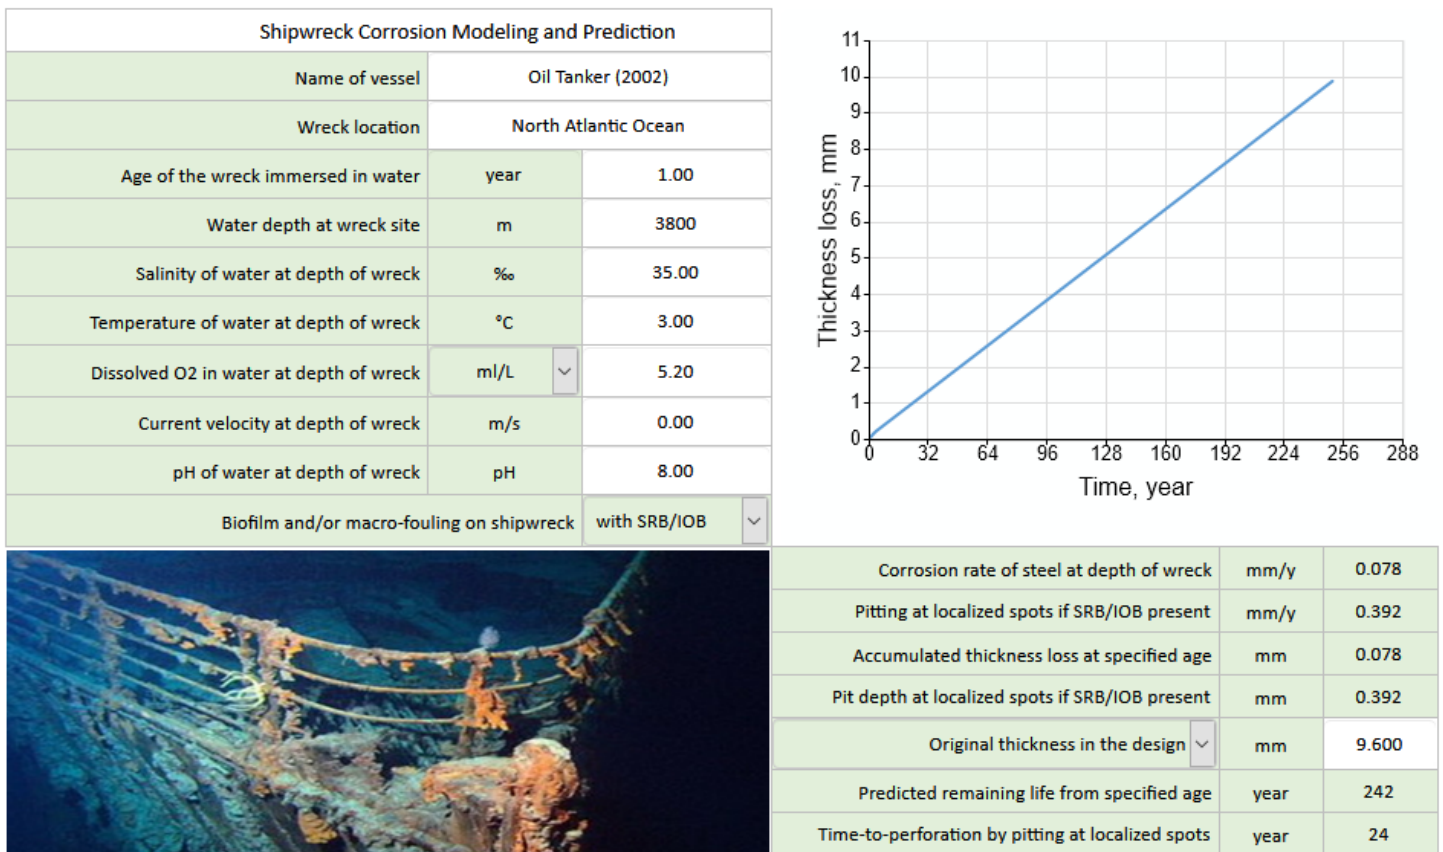 Shipwreck Corrosion Modeling and Prediction
Name of vessel Oil Tanker (2002)
Wreck location North Atlantic Ocean
Age of the wreck immersed in water year 1.00
Water depth at wreck site m 3800
Salinity of water at depth of wreck ‰ 35.00
Temperature of water at depth of wreck °C 3.00
Dissolved O2 in water at depth of wreck ml/L 5.20
Current velocity at depth of wreck m/s 0.00
pH of water at depth of wreck pH 8.00
Biofilm and/or macro-fouling on shipwreck with SRB/IOB
Thickness loss, mm
11
10
9
8
7
6
5
4
3
2
1
0
0 32 64 96 128 160 192 224 256 288
Time, year
Corrosion rate of steel at depth of wreck mm/y 0.078
Pitting at localized spots if SRB/IOB present mm/y 0.392
Accumulated thickness loss at specified age mm 0.078
Pit depth at localized spots if SRB/IOB present mm 0.392
Original thickness in the design mm 9.600
Predicted remaining life from specified age year 242
Time-to-perforation by pitting at localized spots year 24